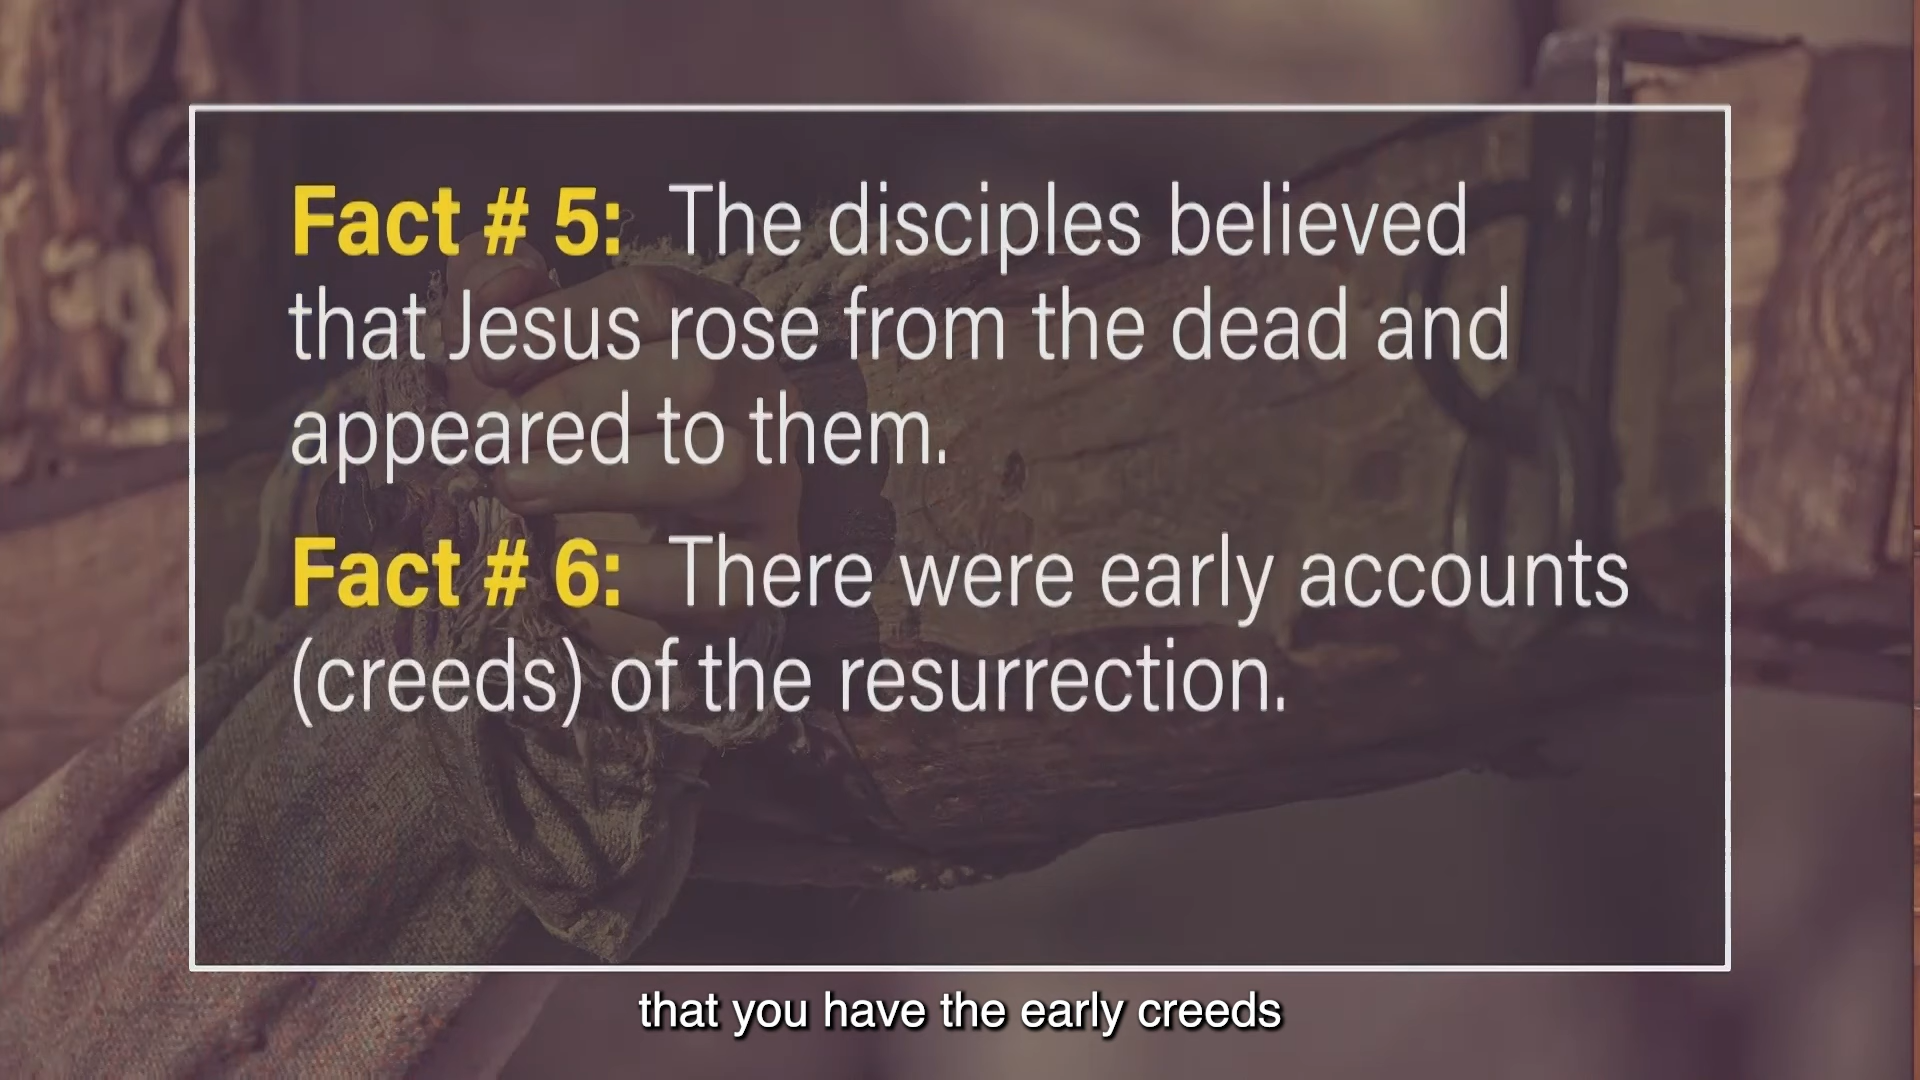 Fact # 5: The disciples believed
that Jesus rose from the dead and
appeared to them.
Fact # 6: There were early accounts
(creeds) of the resurrection.
that you have the early creeds